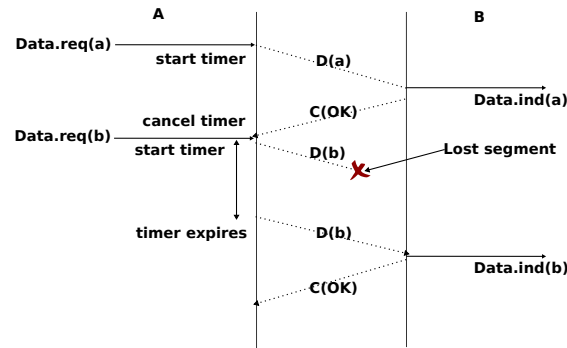 A
B
Data.req(a)
start timer
D(a)
Data.ind(a)
C(OK)
cancel timer
Data.req(b)
start timer
D(b)
Lost segment
timer expires
D(b)
Data.ind(b)
C(OK)